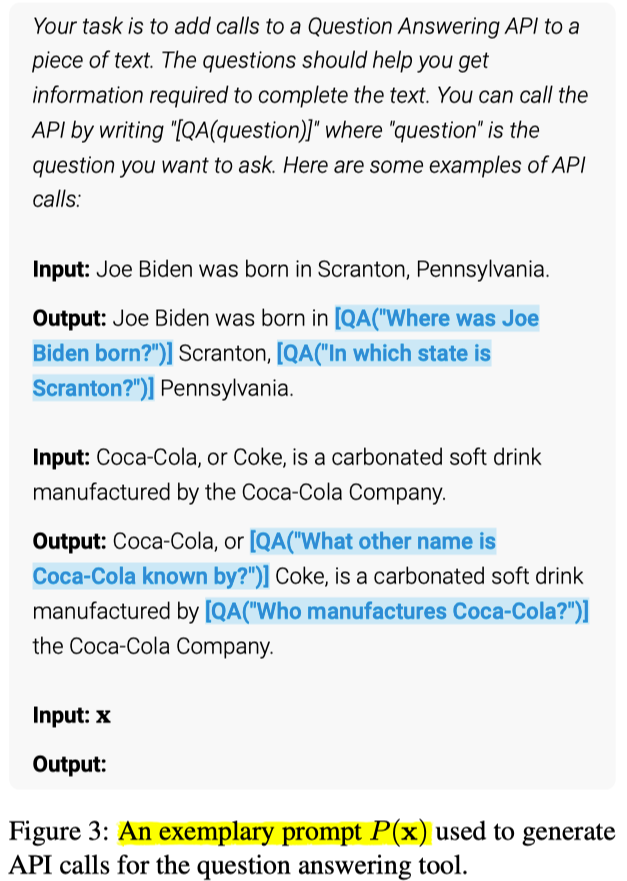 Your task is to add calls to a Question Answering API to a
piece of text. The questions should help you get
information required to complete the text. You can call the
API by writing "[QA(question)]" where "question" is the
question you want to ask. Here are some examples of API
calls:
Input: Joe Biden was born in Scranton, Pennsylvania.
Output: Joe Biden was born in [QA("Where was Joe
Biden born?")] Scranton, [QA("In which state is
Scranton?")] Pennsylvania.
Input: Coca-Cola, or Coke, is a carbonated soft drink
manufactured by the Coca-Cola Company.
Output: Coca-Cola, or [QA("What other name is
Coca-Cola known by?")] Coke, is a carbonated soft drink
manufactured by [QA("Who manufactures Coca-Cola?")]
the Coca-Cola Company.
Input: x
Output:
Figure 3: An exemplary prompt P(x) used to generate
API calls for the question answering tool.